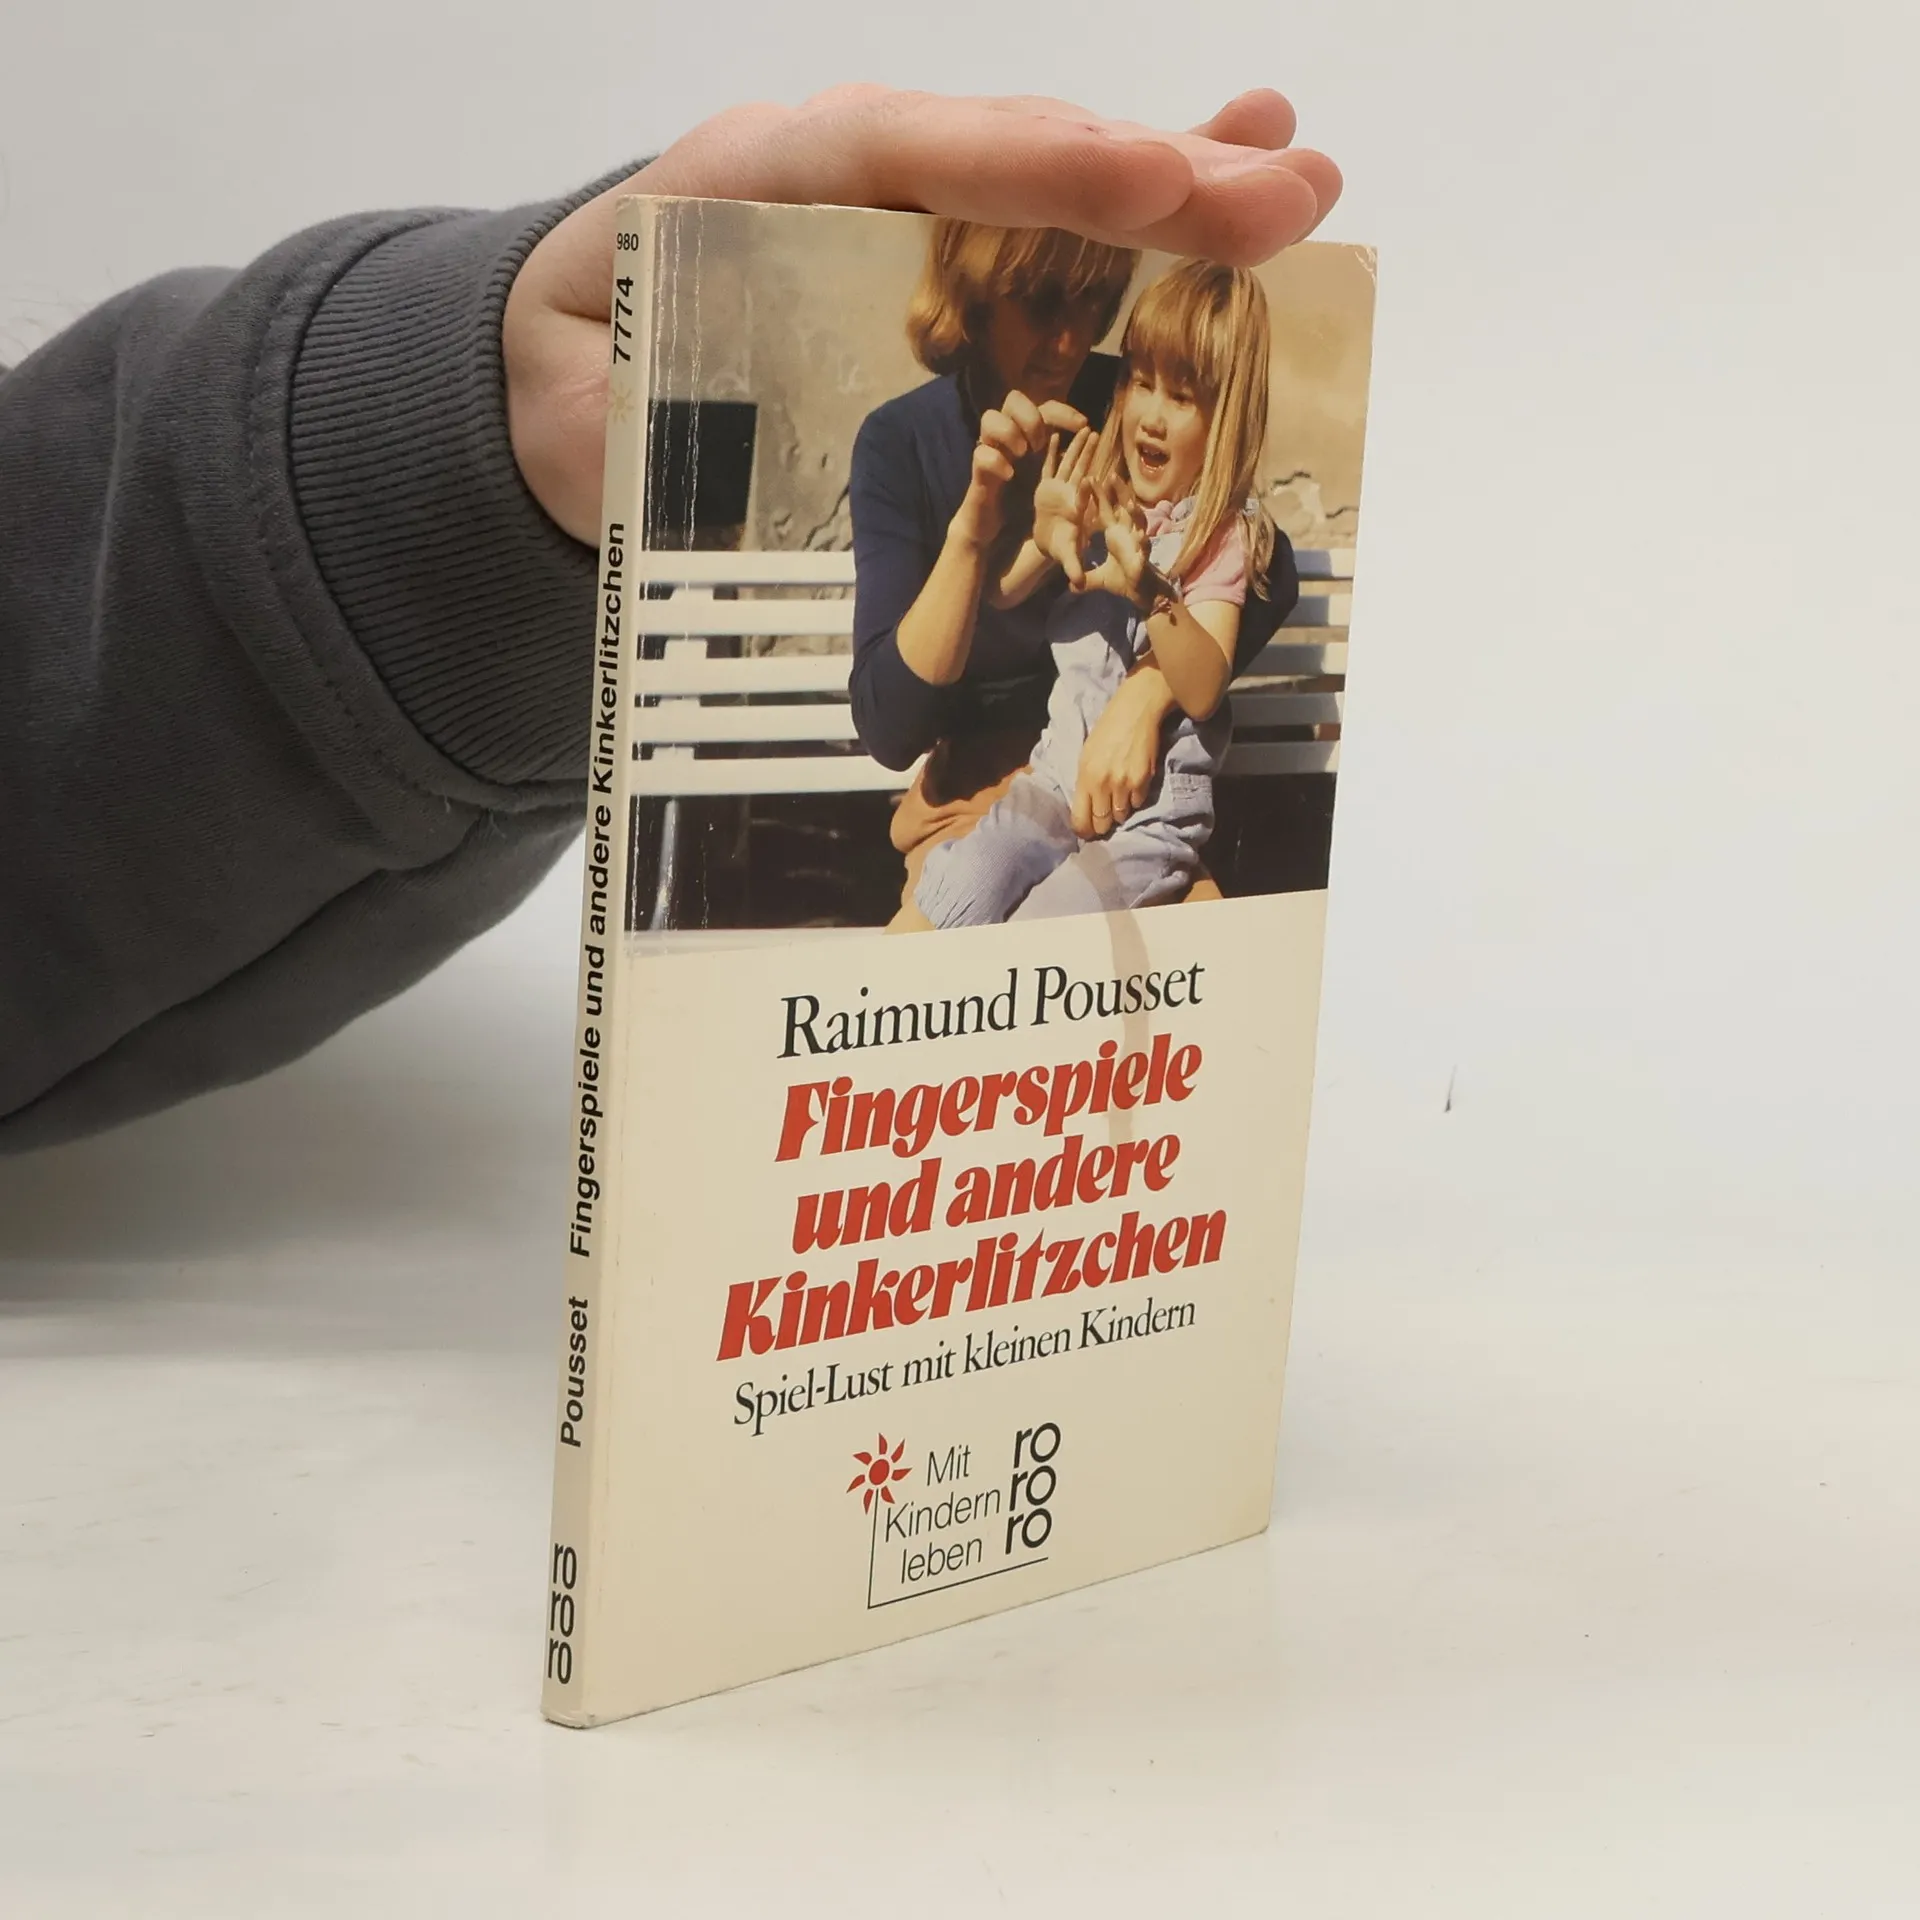 980
7774
Pousset Fingerspiele und andere Kinkerlitzchen
ro
ro
ro
Raimund Pousset
Fingerspiele
und andere
Kinkerlitzchen
Spiel-Lust mit kleinen Kindern
Mit
Kindern
leben
ro
ro
ro